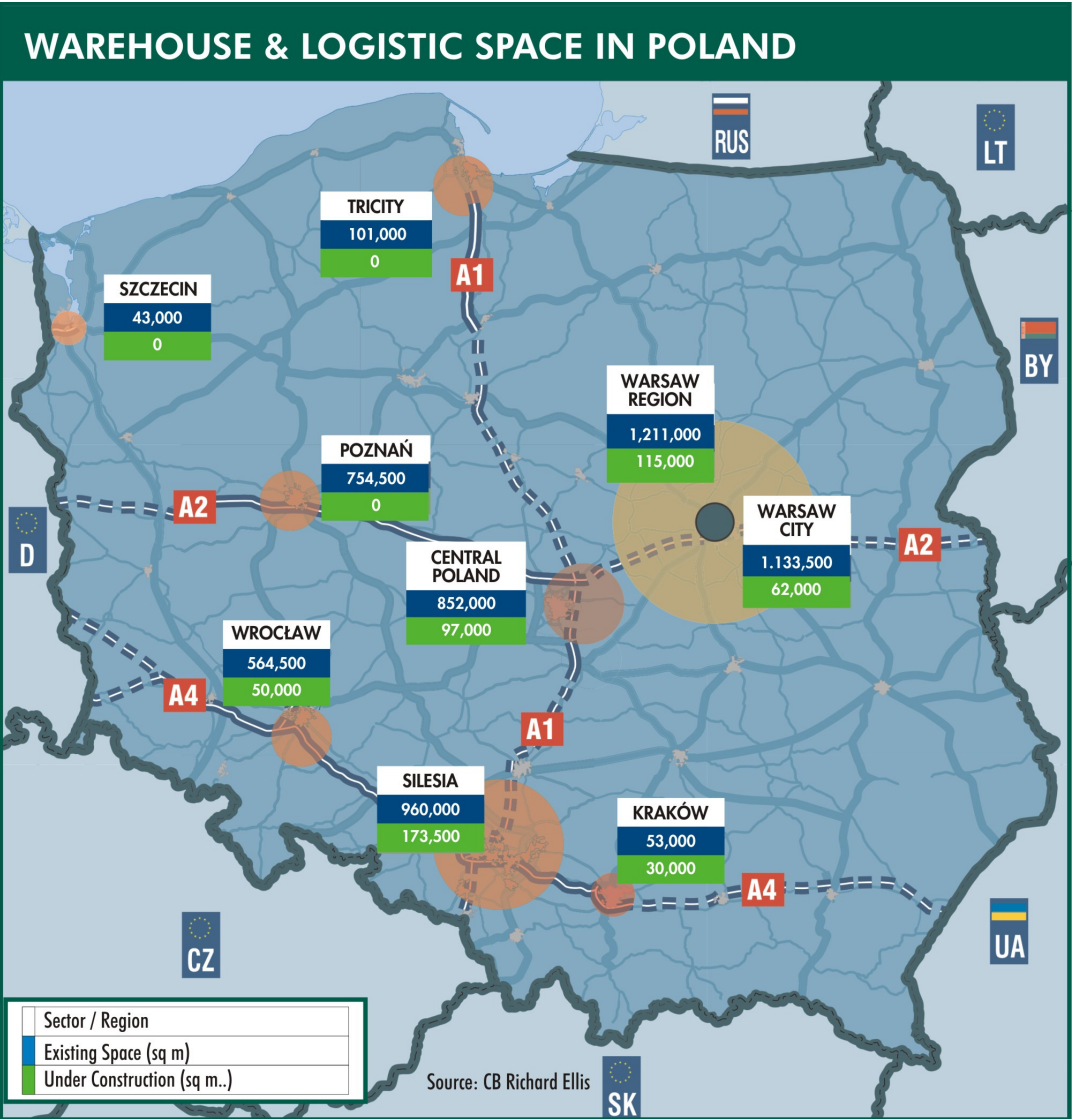 WAREHOUSE & LOGISTIC SPACE IN POLAND
RUS
LT
TRICITY
101,000
0
A1
SZCZECIN
43,000
0
BY
WARSAW
REGION
1,211,000
115,000
POZNAŃ
754,500
0
A2
D
WARSAW
CITY
1.133,500
62,000
A2
CENTRAL
POLAND
852,000
97,000
WROCŁAW
564,500
50,000
A4
A1
SILESIA
960,000
173,500
KRAKÓW
53,000
30,000
A4
CZ
UA
Sector / Region
Existing Space (sq m)
Under Construction (sq m..)
Source: CB Richard Ellis
SK